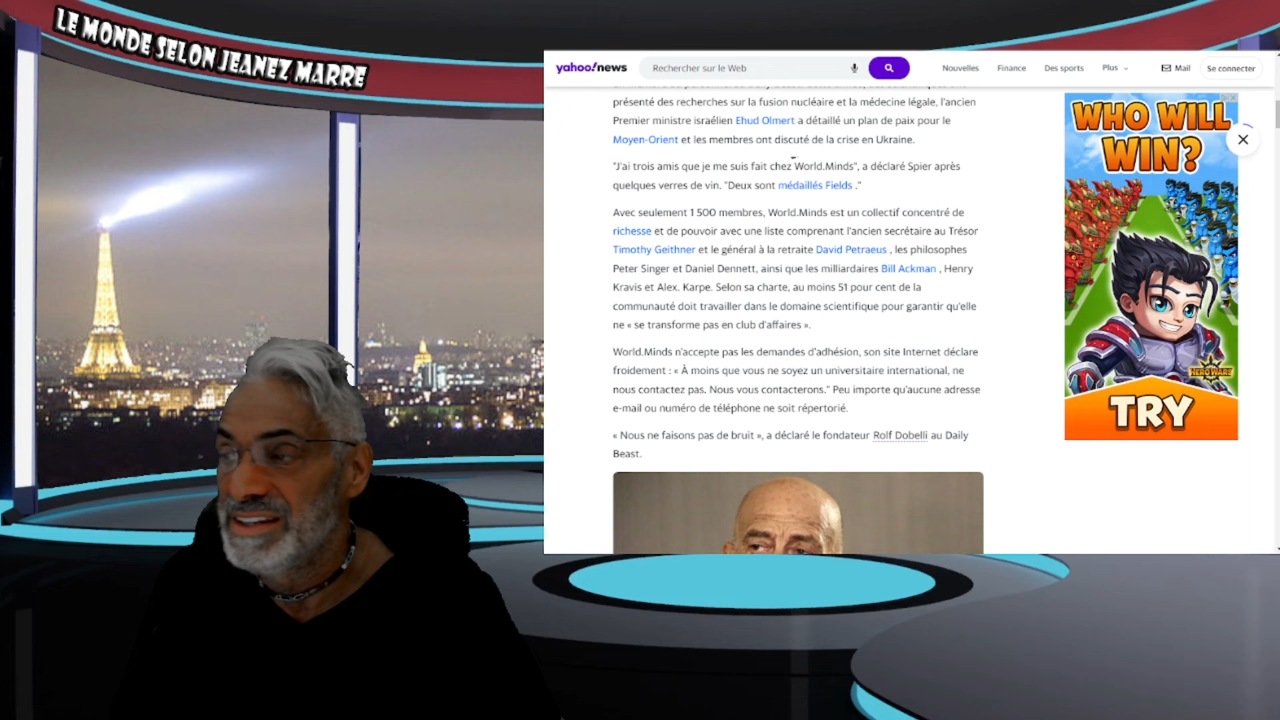 LE MONDE SELON JEANEZ MARRE
yahoo!news
Rechercher sur le Web
Nouvelles
Finance
Des sports
Plus
Mail
Se connecter
présenté des recherches sur la fusion nucléaire et la médecine légale, l'ancien
Premier ministre israélien Ehud Olmert a détaillé un plan de paix pour le
Moyen-Orient et les membres ont discuté de la crise en Ukraine.
"J'ai trois amis que je me suis fait chez World.Minds", a déclaré Spier après
quelques verres de vin. "Deux sont médaillés Fields ."
Avec seulement 1 500 membres, World.Minds est un collectif concentré de
richesse et de pouvoir avec une liste comprenant l'ancien secrétaire au Trésor
Timothy Geithner et le général à la retraite David Petraeus , les philosophes
Peter Singer et Daniel Dennett, ainsi que les milliardaires Bill Ackman , Henry
Kravis et Alex. Karpe. Selon sa charte, au moins 51 pour cent de la
communauté doit travailler dans le domaine scientifique pour garantir qu'elle
ne « se transforme pas en club d'affaires ».
World.Minds n'accepte pas les demandes d'adhésion, son site Internet déclare
froidement : « À moins que vous ne soyez un universitaire international, ne
nous contactez pas. Nous vous contacterons." Peu importe qu'aucune adresse
e-mail ou numéro de téléphone ne soit répertorié.
« Nous ne faisons pas de bruit », a déclaré le fondateur Rolf Dobelli au Daily
Beast.
WHO WILL
WIN?
HERO WARS
TRY